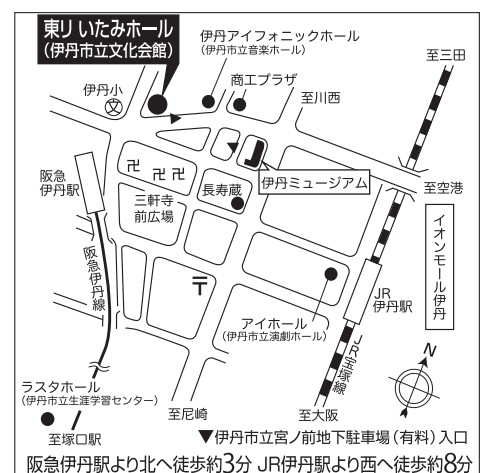 東リ いたみホール
(伊丹市立文化会館)
伊丹アイフォニックホール
(伊丹市立音楽ホール)
至三田
伊丹小
文
商工プラザ
至川西
阪急
伊丹駅
卍
卍 卍
長寿蔵
伊丹ミュージアム
至空港
三軒寺
前広場
イオンモール伊丹
阪急伊丹線
〒
JR
伊丹駅
アイホール
(伊丹市立演劇ホール)
JR宝塚線
N
ラスタホール
(伊丹市立生涯学習センター)
至尼崎
至大阪
至塚口駅
▼伊丹市立宮ノ前地下駐車場(有料)入口
阪急伊丹駅より北へ徒歩約3分 JR伊丹駅より西へ徒歩約8分